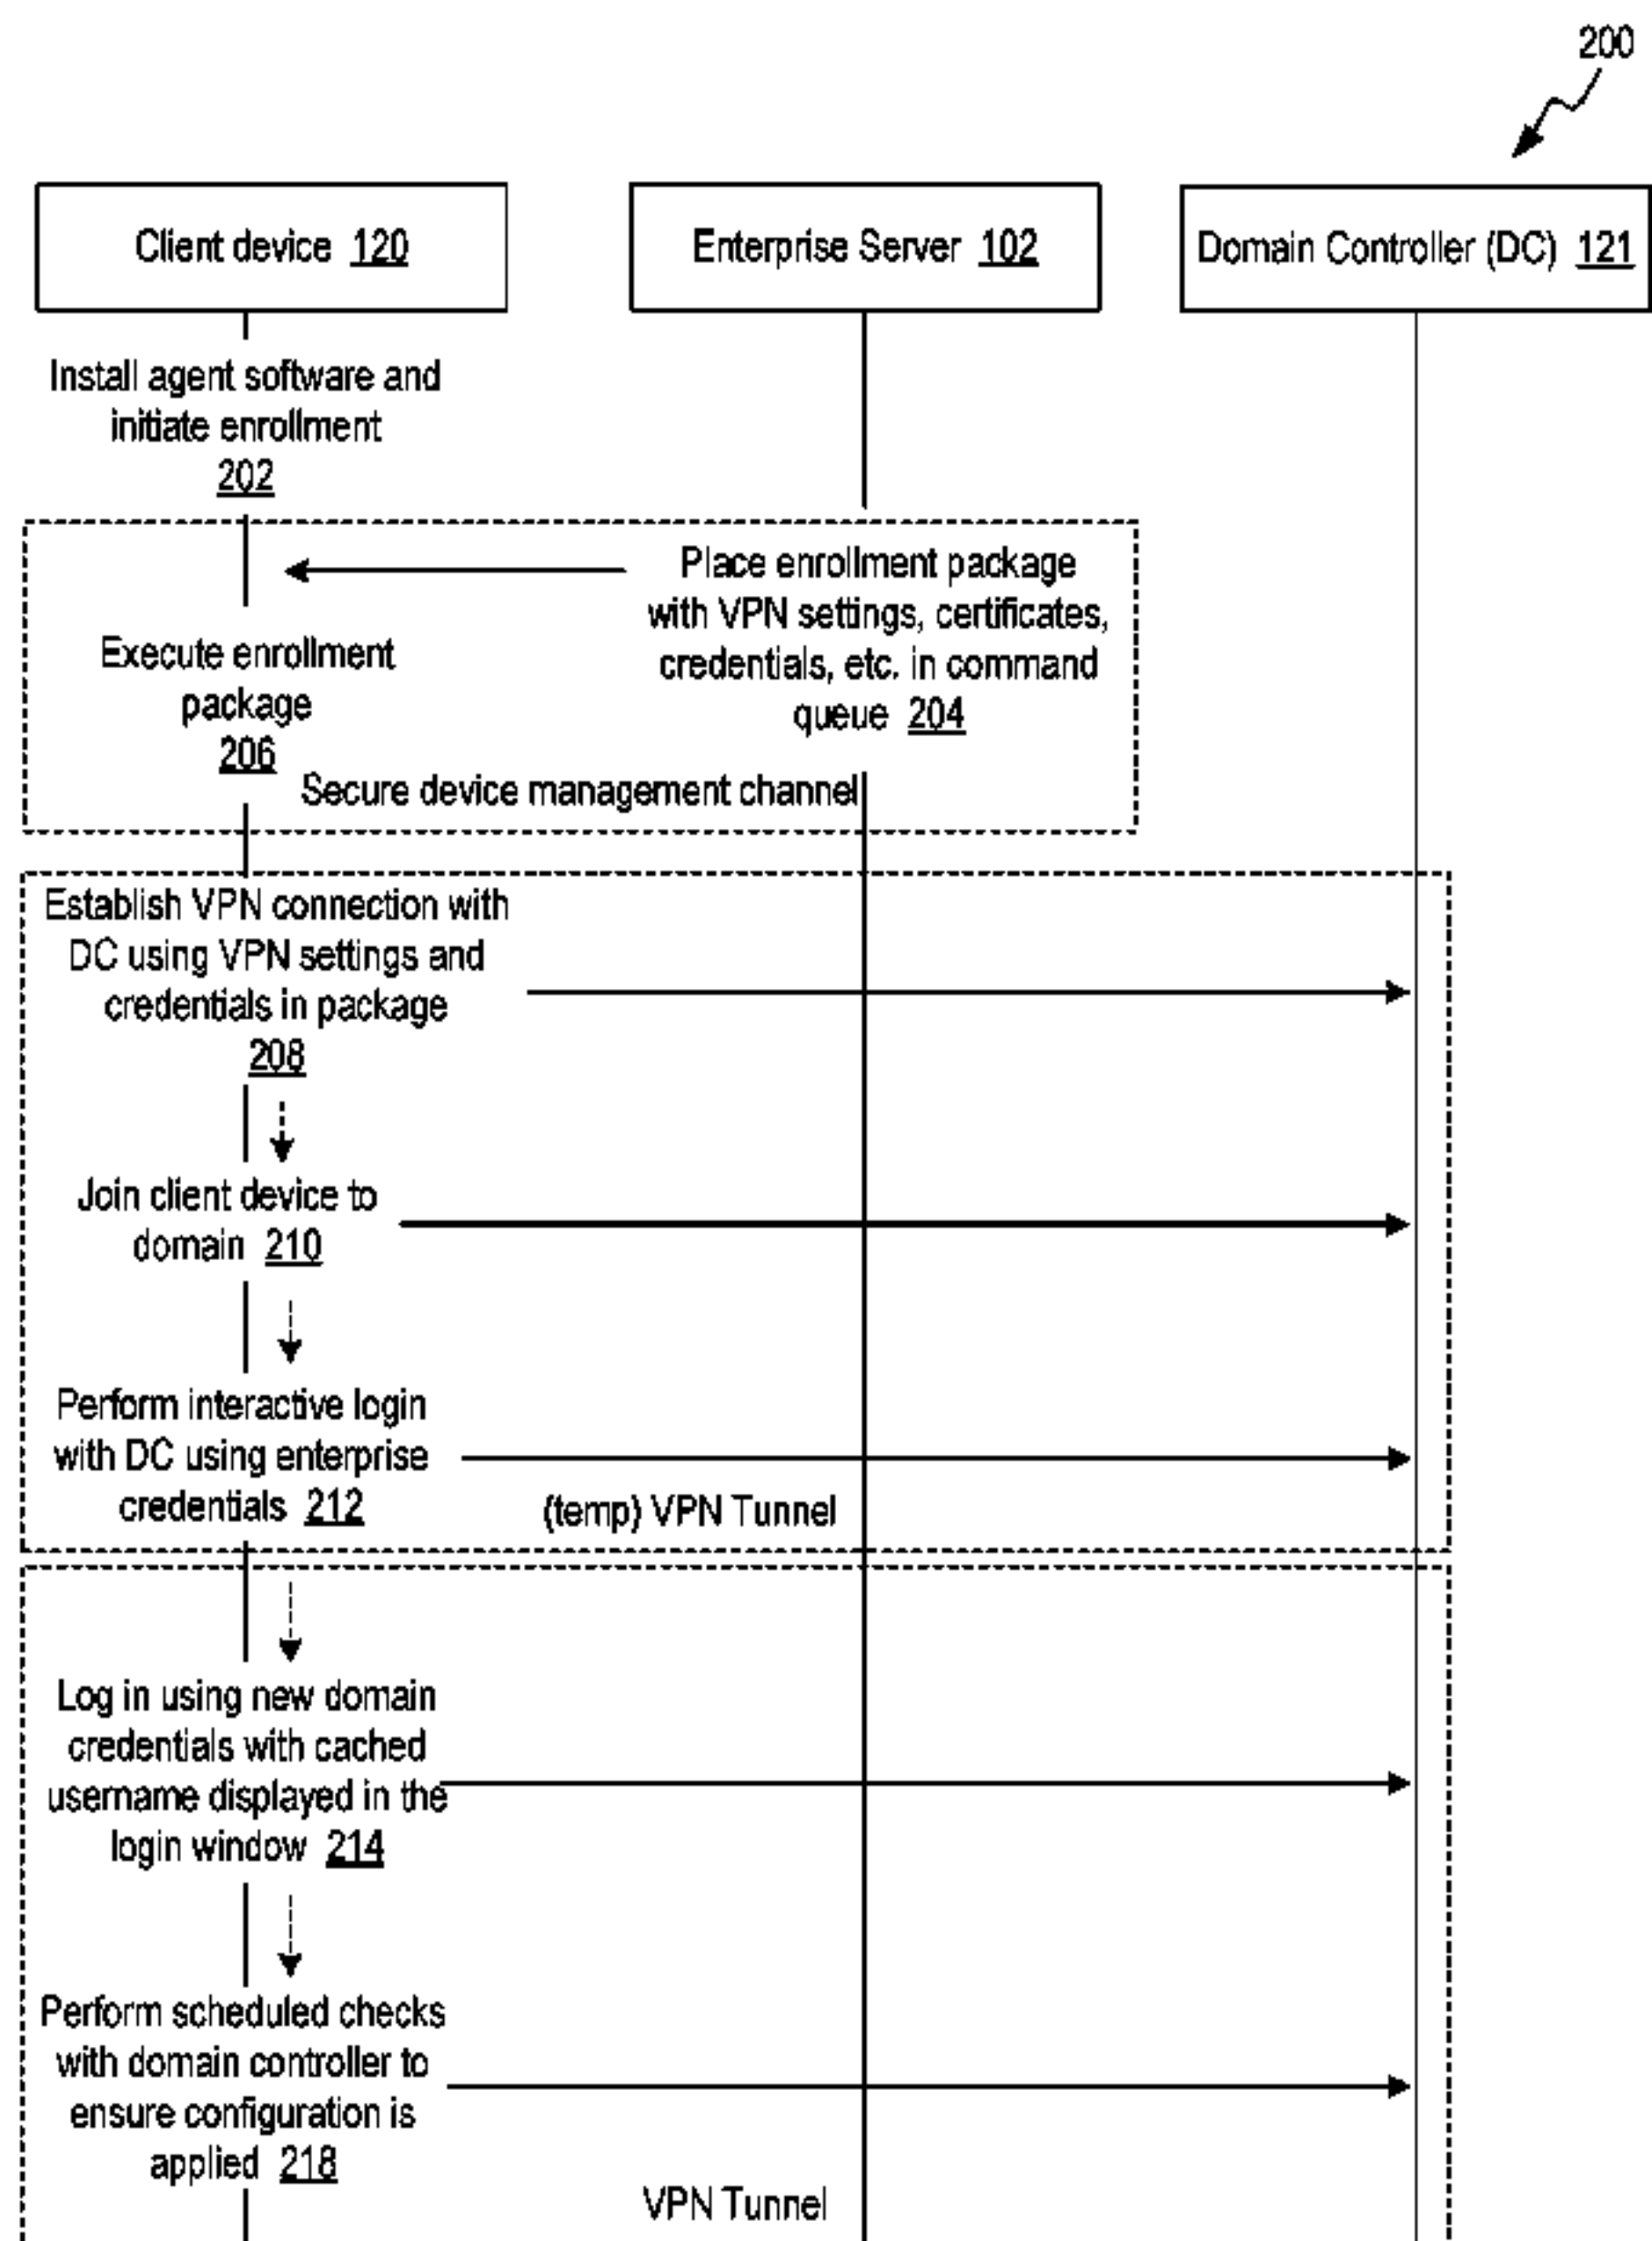 200
Client device 120
Enterprise Server 102
Domain Controller (DC) 121
Install agent software and
initiate enrollment
202
Place enrollment package
with VPN settings, certificates,
credentials, etc. in command
queue 204
Execute enrollment
package
206
Secure device management channel
Establish VPN connection with
DC using VPN settings and
credentials in package
208
Join client device to
domain 210
Perform interactive login
with DC using enterprise
credentials 212
(temp) VPN Tunnel
Log in using new domain
credentials with cached
username displayed in the
login window 214
Perform scheduled checks
with domain controller to
ensure configuration is
applied 218
VPN Tunnel